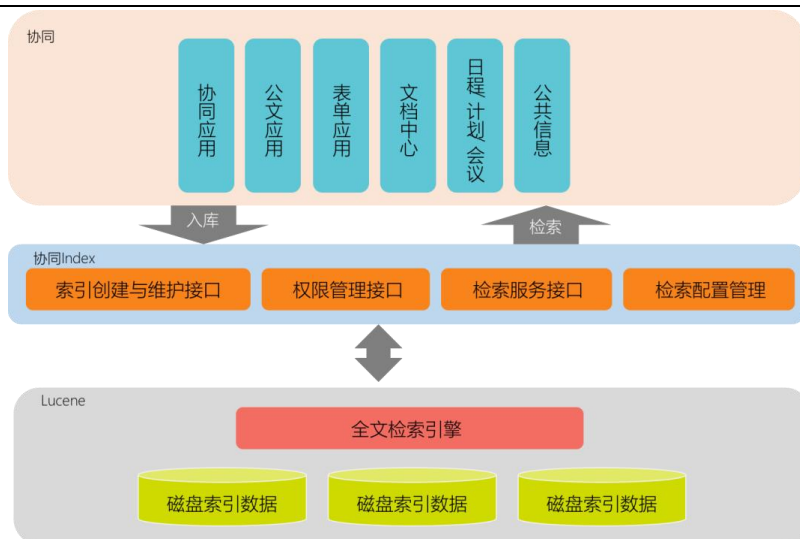 协同
协同应用
公文应用
表单应用
文档中心
日程/计划/会议
公共信息
入库
检索
协同Index
索引创建与维护接口
权限管理接口
检索服务接口
检索配置管理
Lucene
全文检索引擎
磁盘索引数据
磁盘索引数据
磁盘索引数据